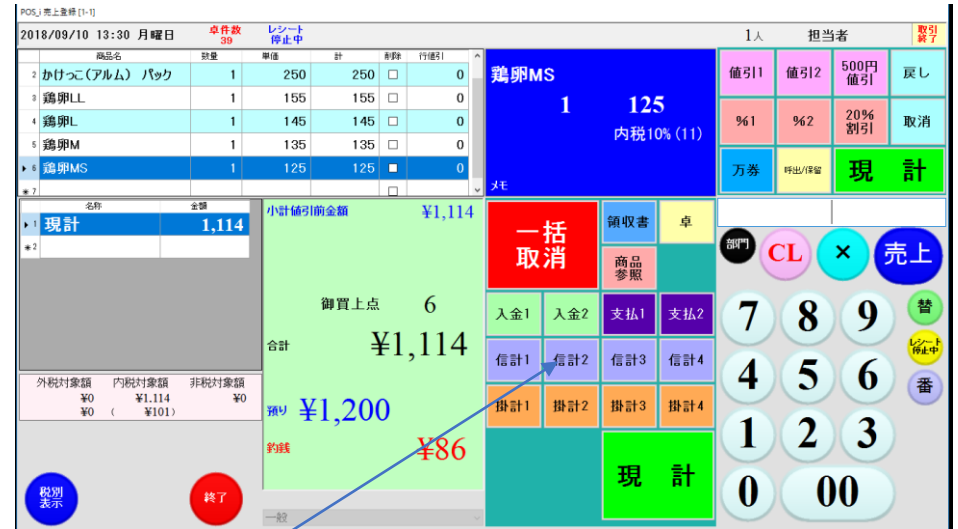 POS_i 売上登録 [1-1]
2018/09/10 13:30 月曜日 卓件数 39 レシート 停止中 1人 担当者 取引 終了
商品名 数量 単価 計 削除 行値引
2 かけっこ(アルム) パック 1 250 250 0
3 鶏卵LL 1 155 155 0
4 鶏卵L 1 145 145 0
5 鶏卵M 1 135 135 0
6 鶏卵MS 1 125 125 0
* 7
鶏卵MS
1 125
内税10% (11)
メモ
値引1 値引2 500円 値引 戻し
%1 %2 20% 割引 取消
万券 呼出/保留 現 計
名称 金額
1 現計 1,114
* 2
小計値引前金額 ¥1,114
御買上点 6
合計 ¥1,114
預り ¥1,200
釣銭 ¥86
一般
外税対象額 内税対象額 非税対象額
¥0 ¥1,114 ¥0
¥0 ( ¥101)
税別 表示
終了
一括 取消
領収書 卓
商品 参照
入金1 入金2 支払1 支払2
信計1 信計2 信計3 信計4
掛計1 掛計2 掛計3 掛計4
現 計
部門 CL × 売上
7 8 9 替
レシート 停止中
4 5 6 番
1 2 3
0 00